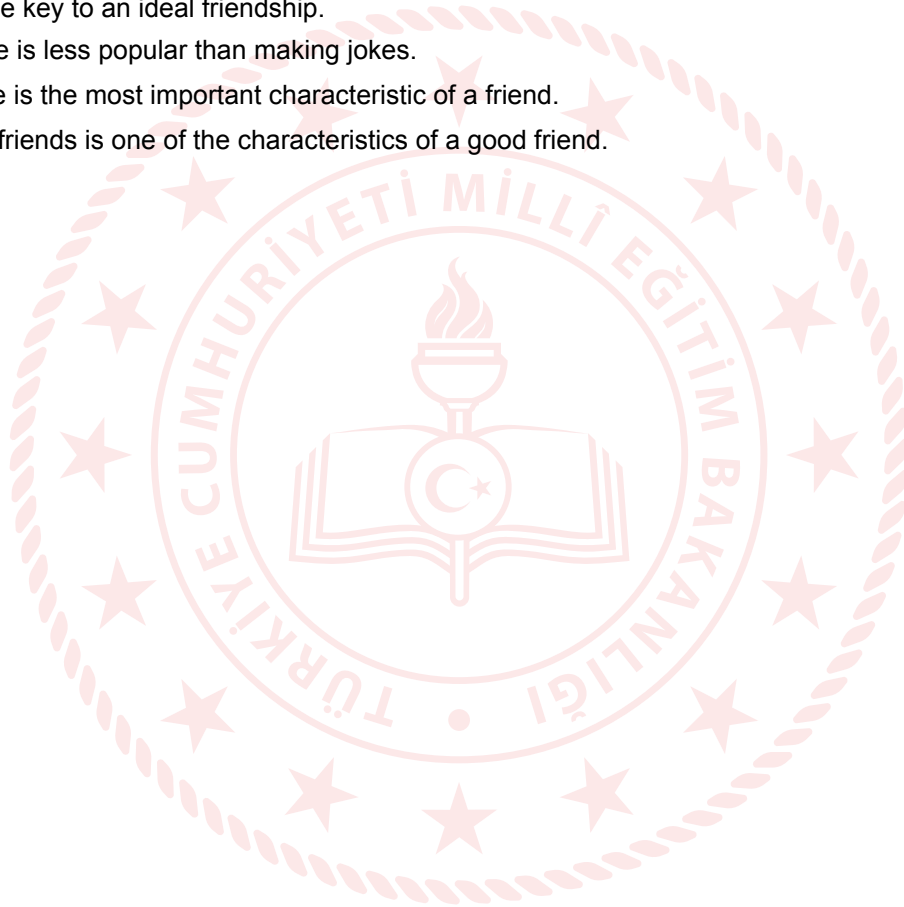 e key to an ideal friendship.
e is less popular than making jokes.
e is the most important characteristic of a friend.
friends is one of the characteristics of a good friend.
TÜRKİYE CUMHURİYETİ MİLLÎ EĞİTİM BAKANLIĞI